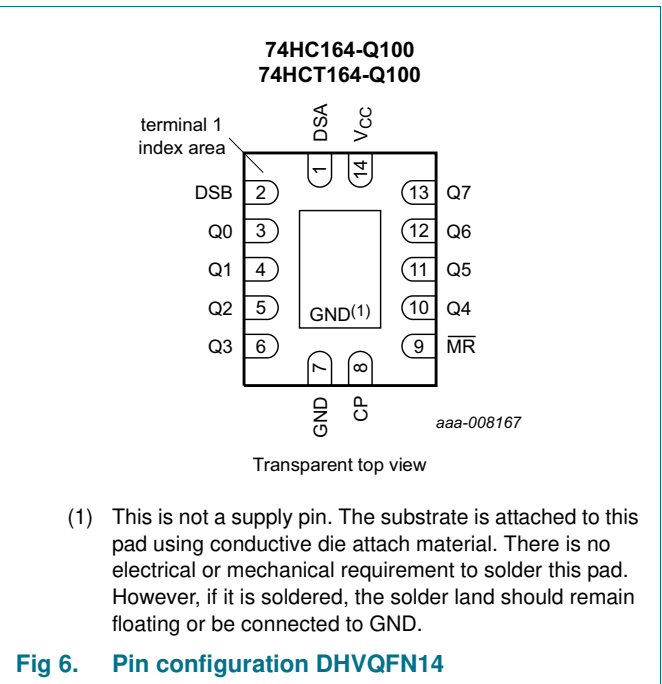 74HC164-Q100
74HCT164-Q100
terminal 1
index area
DSA
VCC
1
14
DSB 2
13 Q7
Q0 3
12 Q6
Q1 4
11 Q5
Q2 5
GND(1)
10 Q4
Q3 6
9 M̅R̅
7
8
GND
CP
aaa-008167
Transparent top view
(1) This is not a supply pin. The substrate is attached to this
pad using conductive die attach material. There is no
electrical or mechanical requirement to solder this pad.
However, if it is soldered, the solder land should remain
floating or be connected to GND.
Fig 6. Pin configuration DHVQFN14